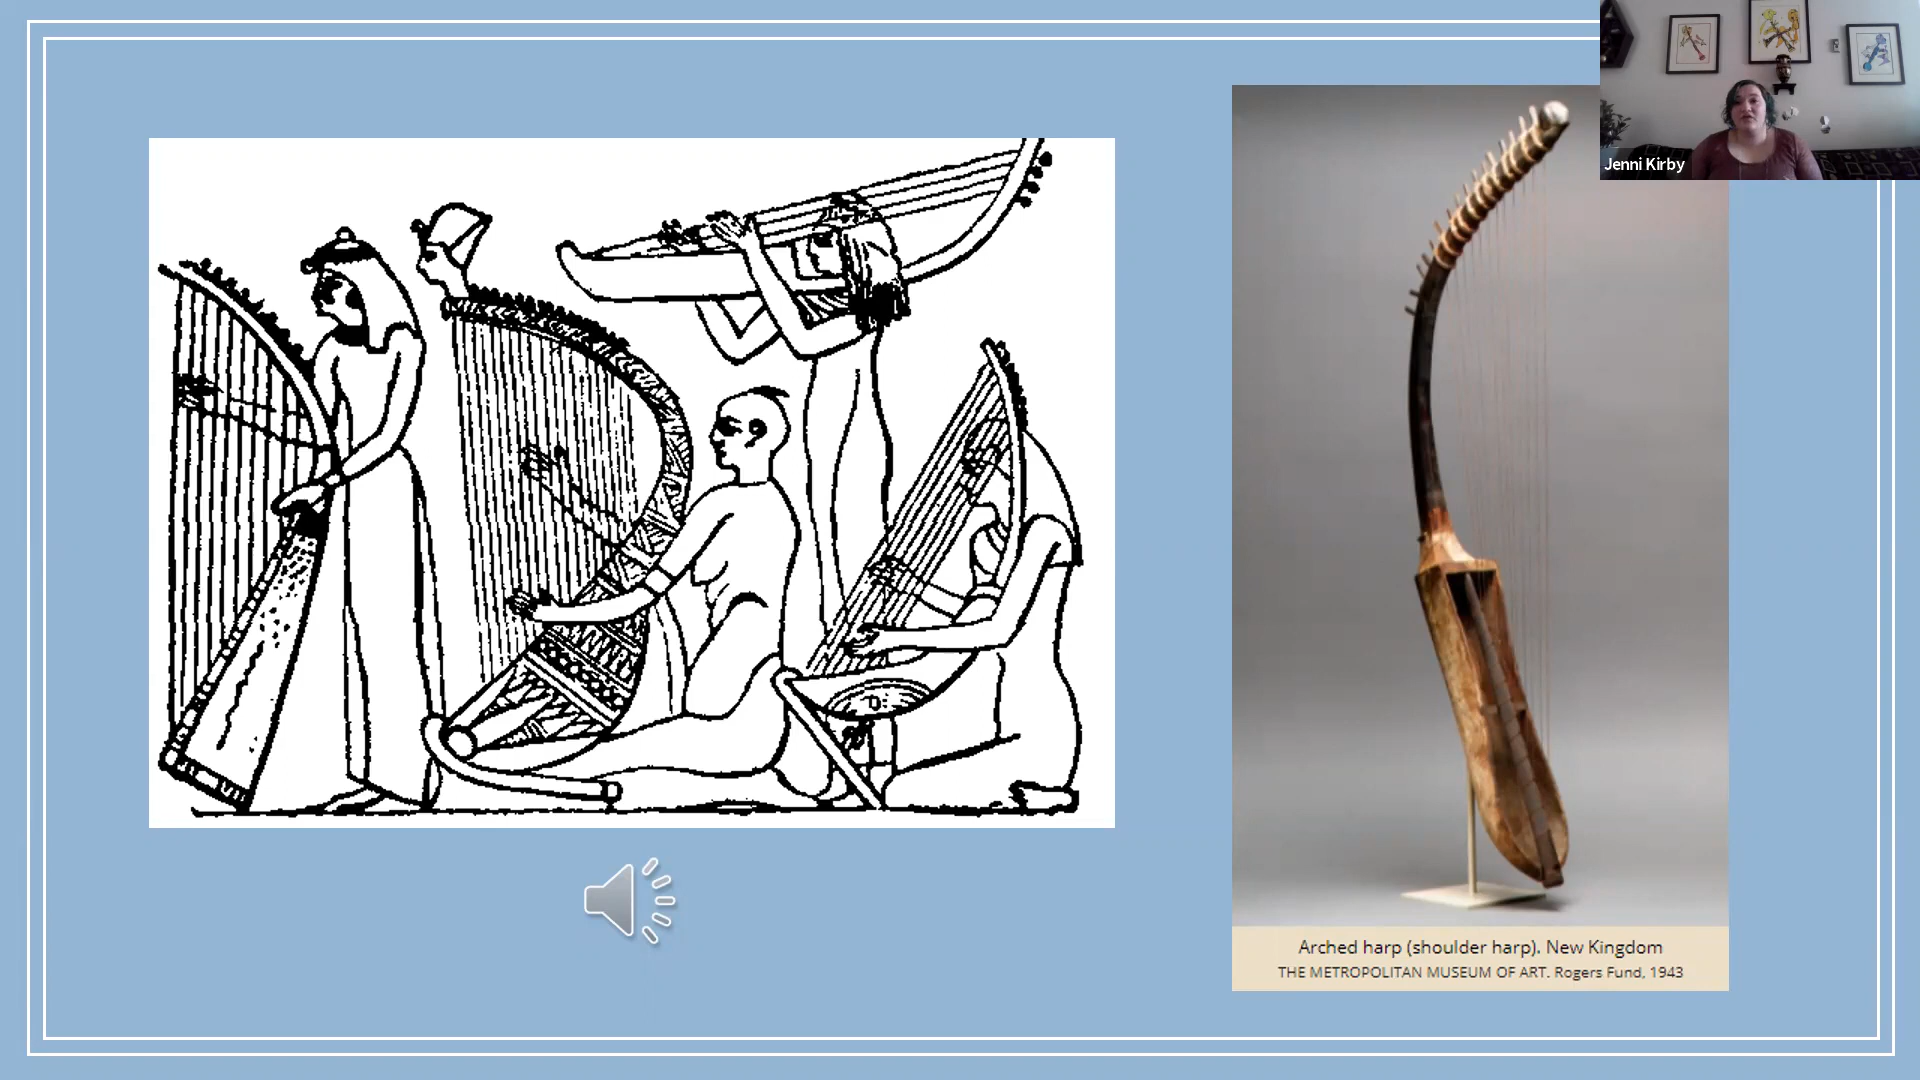 Jenni Kirby
Arched harp (shoulder harp). New Kingdom
THE METROPOLITAN MUSEUM OF ART. Rogers Fund, 1943